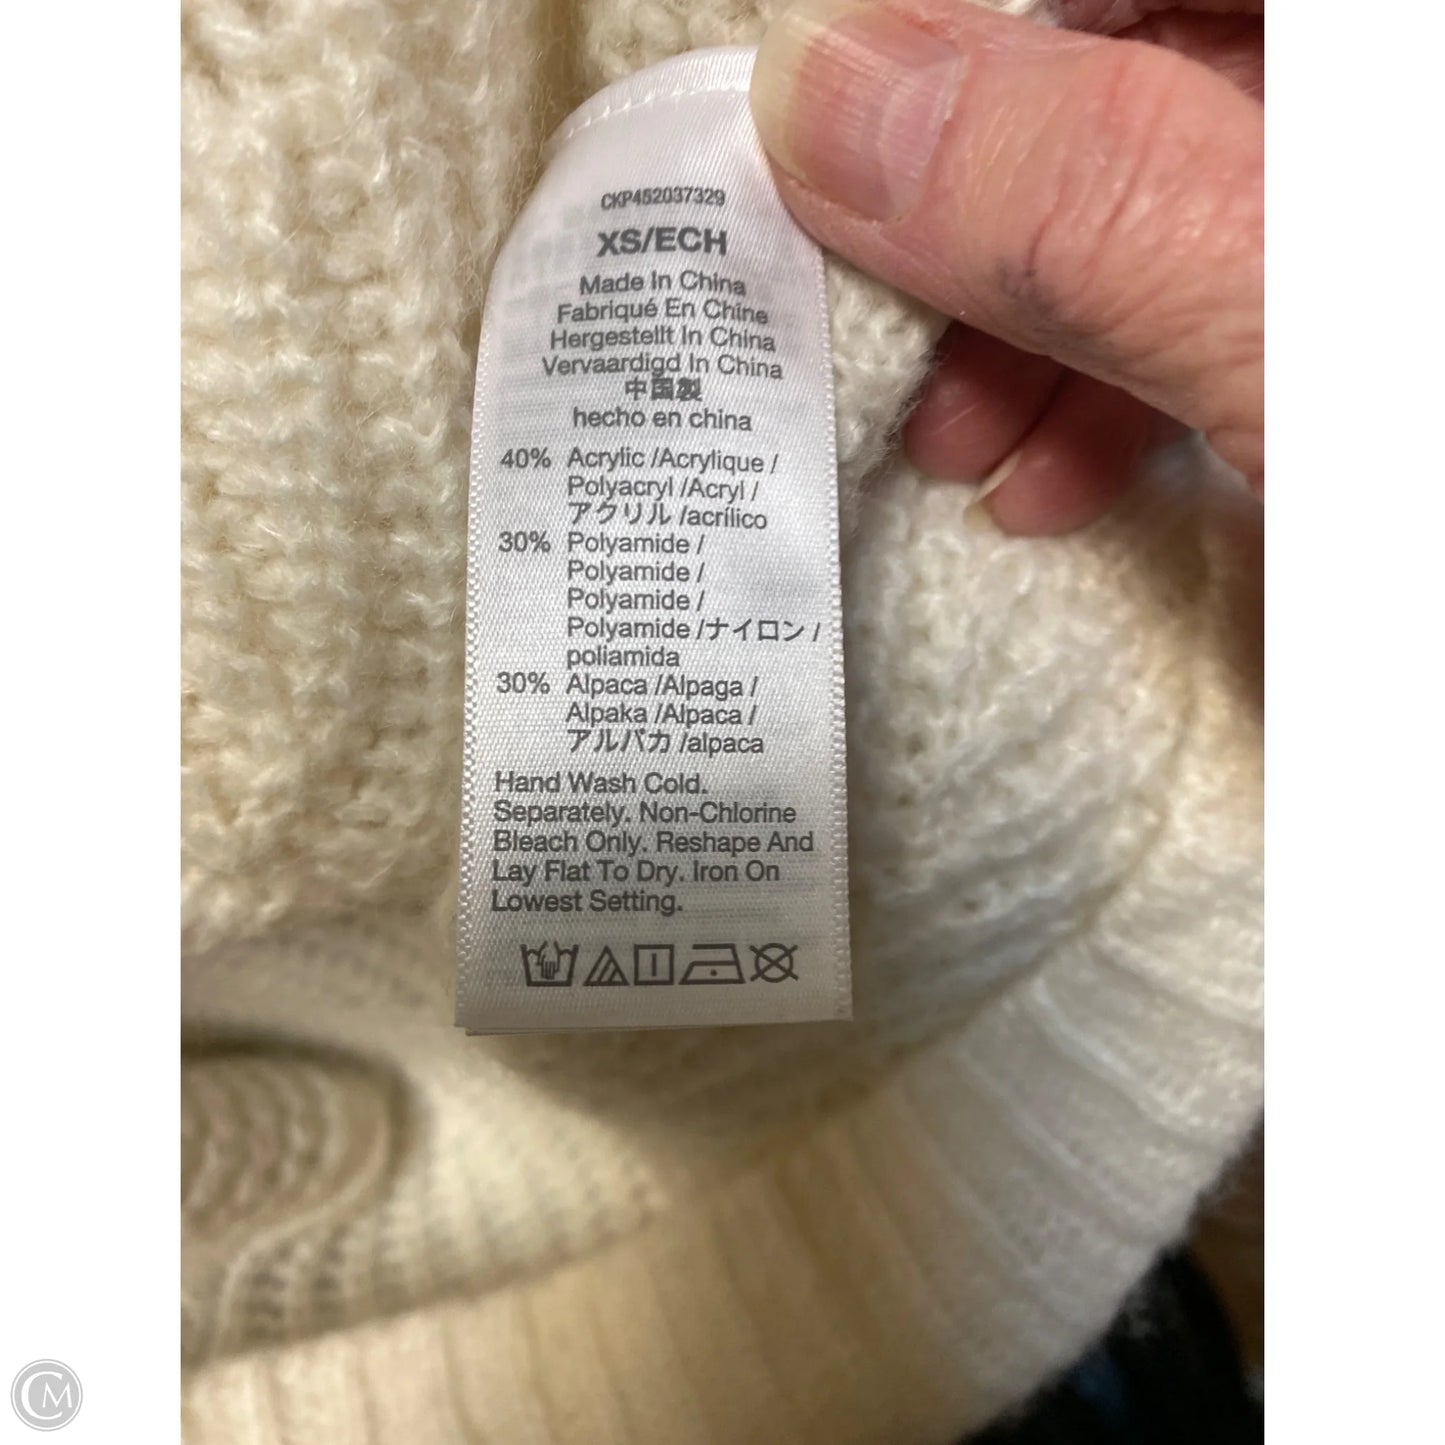 CKP452037329
XS/ECH
Made In China
Fabriqué En Chine
Hergestellt In China
Vervaardigd In China
中国製
hecho en china
40% Acrylic /Acrylique /
Polyacryl /Acryl /
アクリル /acrílico
30% Polyamide /
Polyamide /
Polyamide /
Polyamide /ナイロン /
poliamida
30% Alpaca /Alpaga /
Alpaka /Alpaca /
アルパカ /alpaca
Hand Wash Cold.
Separately. Non-Chlorine
Bleach Only. Reshape And
Lay Flat To Dry. Iron On
Lowest Setting.
CM